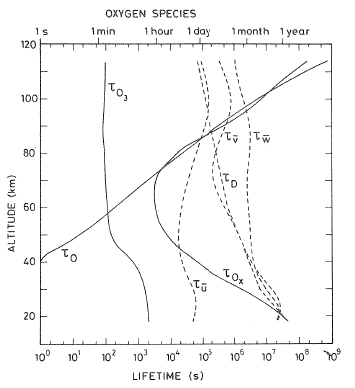 OXYGEN SPECIES
1 s 1 min 1 hour 1 day 1 month 1 year
120
100
80
60
40
20
ALTITUDE (km)
τO3
τv̄
τw̄
τD
τO
τOx
τū
10⁰ 10¹ 10² 10³ 10⁴ 10⁵ 10⁶ 10⁷ 10⁸ 10⁹
LIFETIME (s)